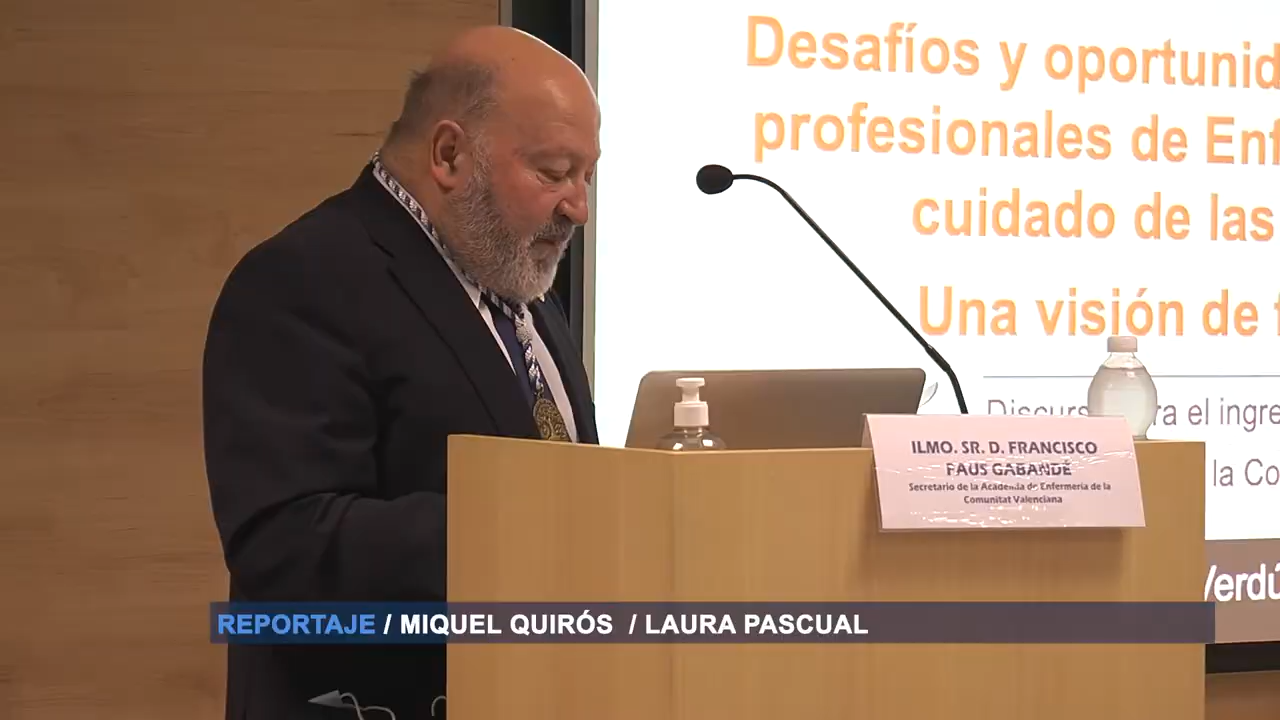 Desafíos y oportunid
profesionales de Enf
cuidado de las
Una visión de
ra el ingre
la Co
Verdú
ILMO. SR. D. FRANCISCO
FAUS GABANDÉ
Secretario de la Academia de Enfermería de la
Comunitat Valenciana
REPORTAJE / MIQUEL QUIRÓS / LAURA PASCUAL